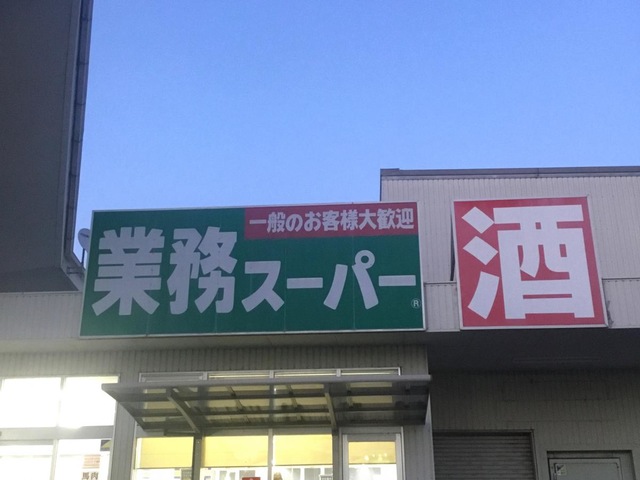 一般のお客様大歓迎
業務スーパー®
酒